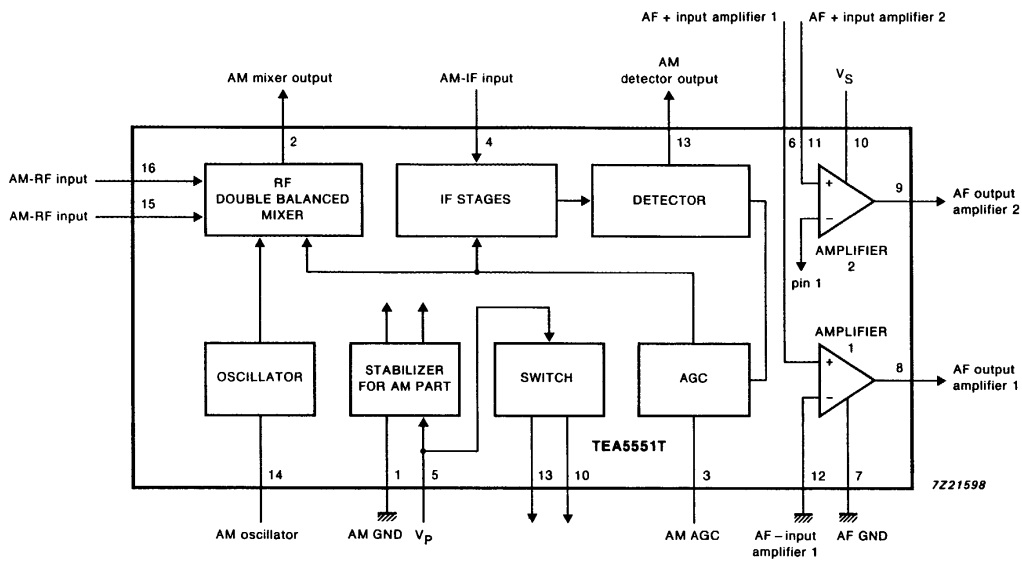 AF + input amplifier 1
AF + input amplifier 2
AM mixer output
AM-IF input
AM
detector output
VS
2
4
13
6
11
10
AM-RF input
16
AM-RF input
15
RF
DOUBLE BALANCED
MIXER
IF STAGES
DETECTOR
+
−
9
AF output
amplifier 2
AMPLIFIER
2
pin 1
OSCILLATOR
STABILIZER
FOR AM PART
SWITCH
AGC
AMPLIFIER
1
+
−
8
AF output
amplifier 1
TEA5551T
14
1
5
13
10
3
12
7
7Z21598
AM oscillator
AM GND
VP
AM AGC
AF – input
amplifier 1
AF GND